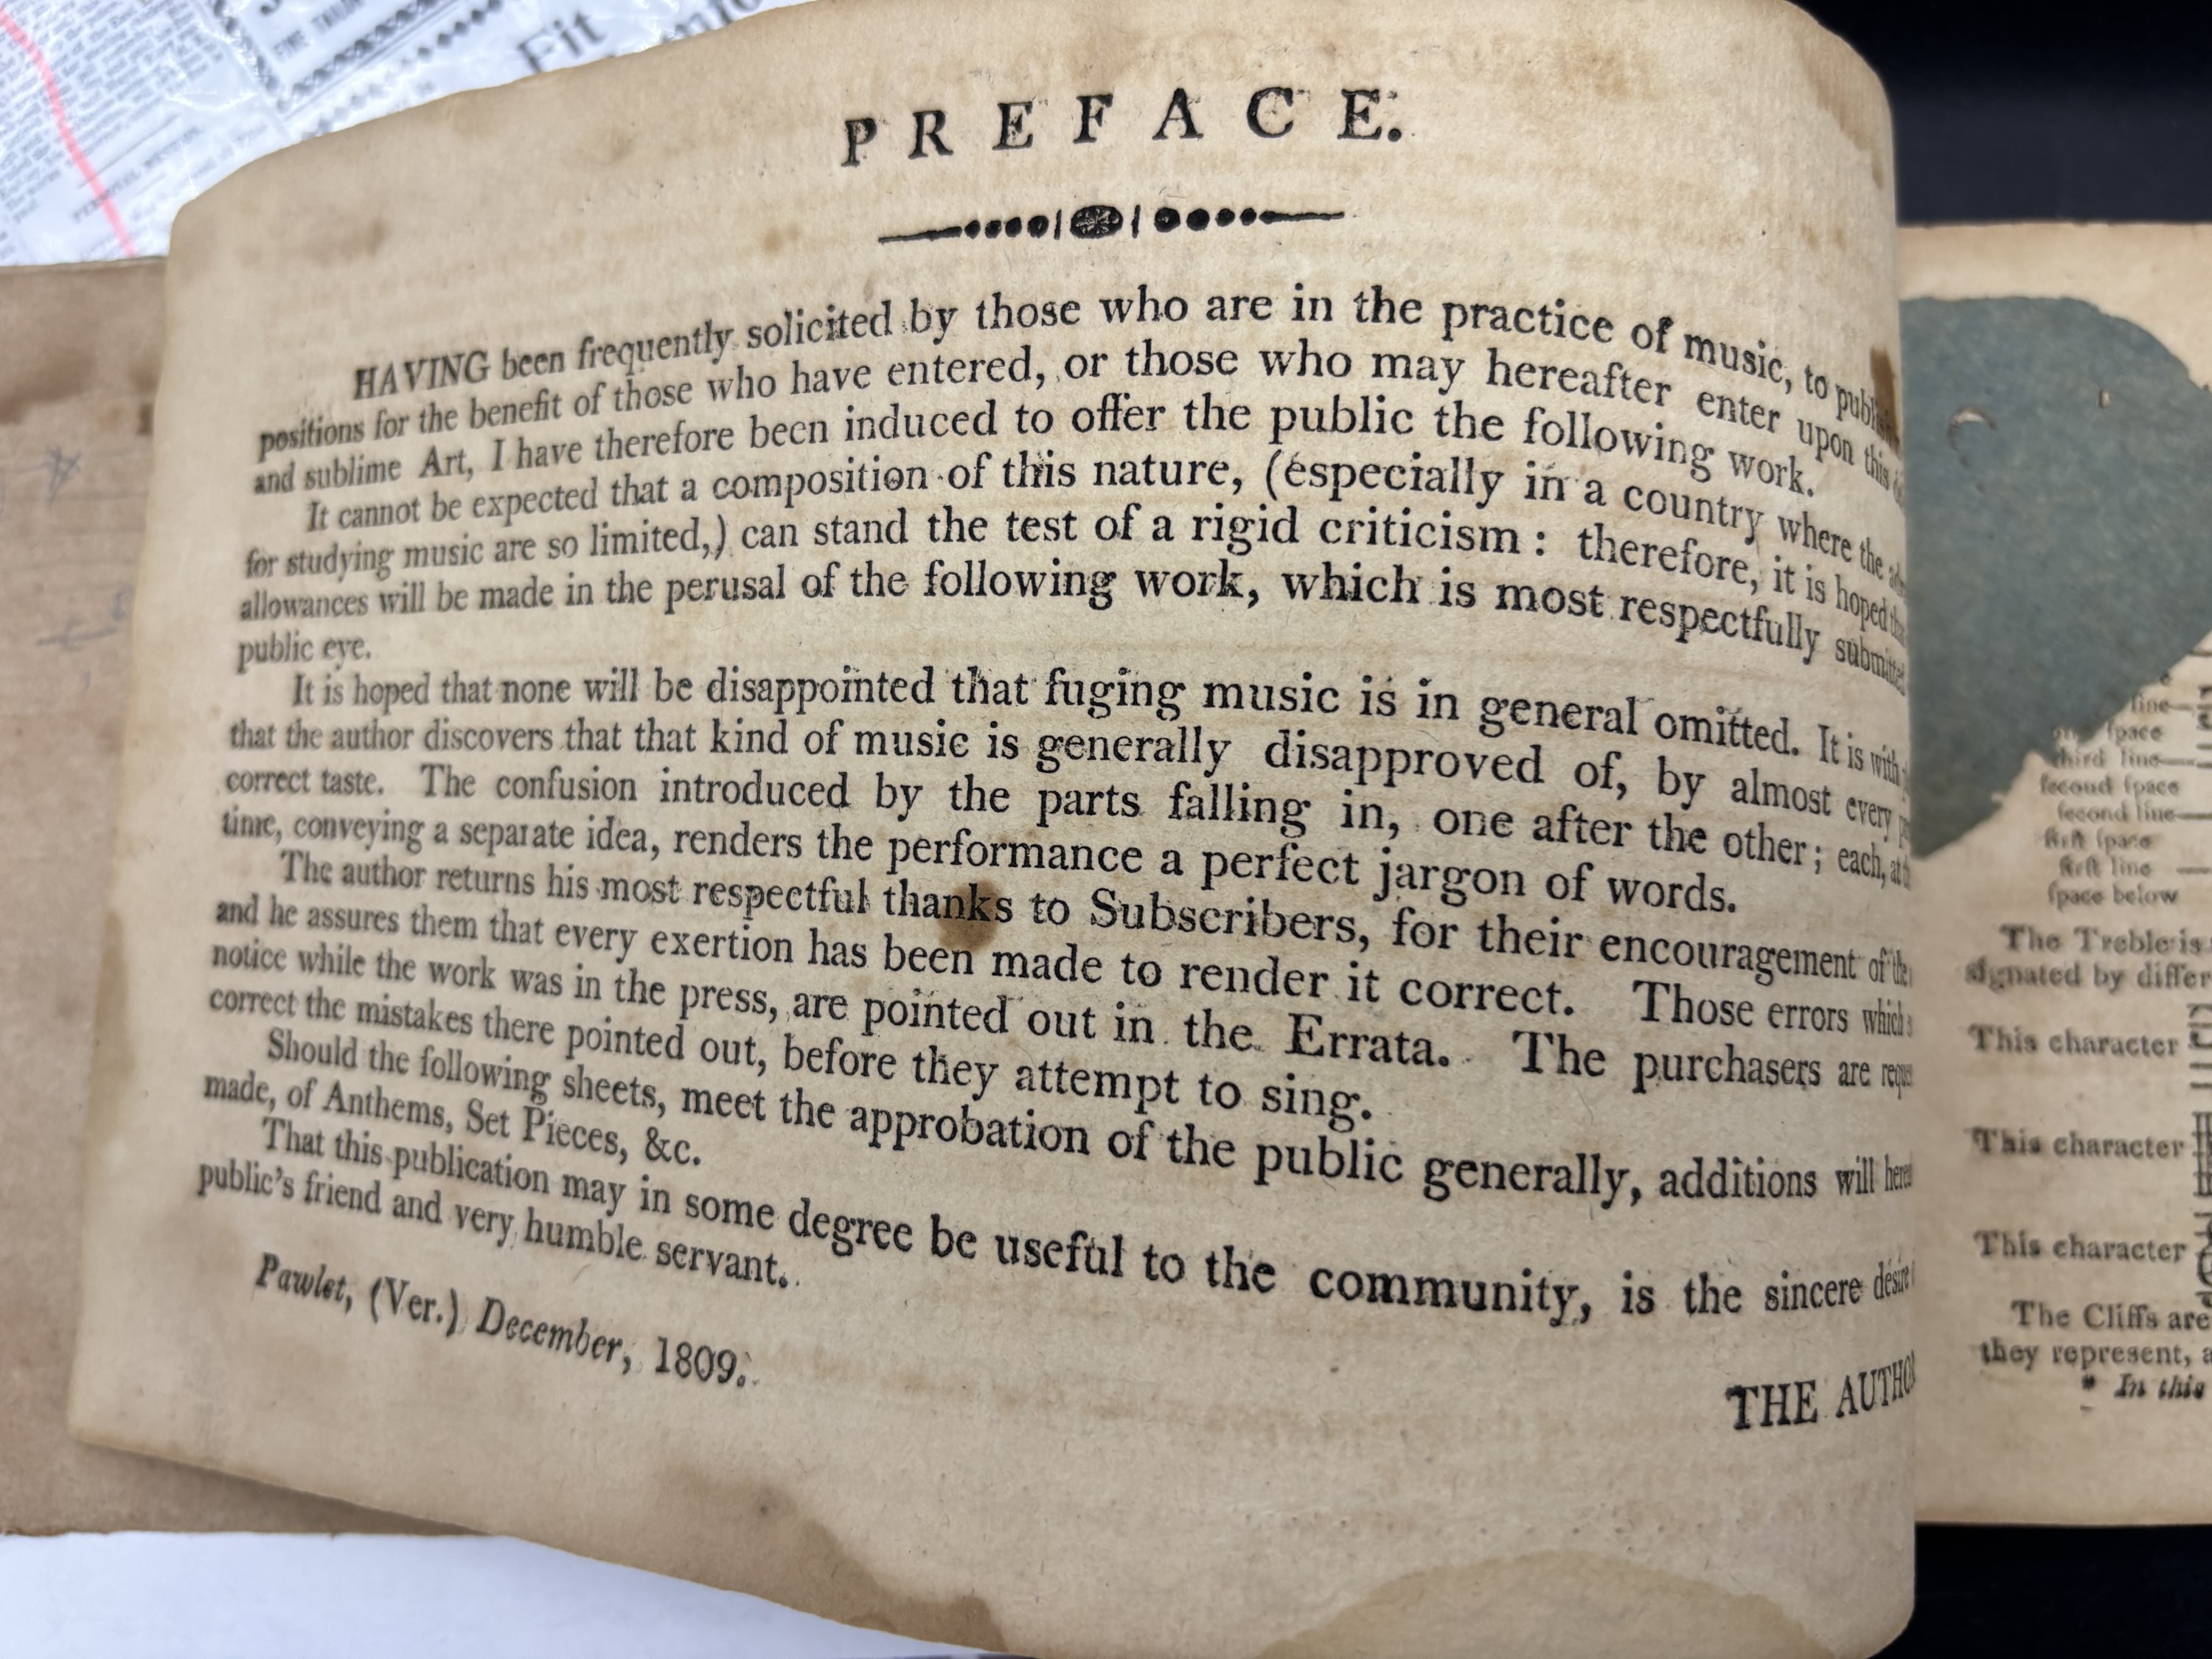 Fit
PREFACE.
HAVING been frequently solicited by those who are in the practice of music, to
positions for the benefit of those who have entered, or those who may hereafter enter upon this
and sublime Art, I have therefore been induced to offer the public the following work.
It cannot be expected that a composition of this nature, (especially in a country where the
for studying music are so limited,) can stand the test of a rigid criticism : therefore, it is hoped
allowances will be made in the perusal of the following work, which is most respectfully submitted
public eye.
It is hoped that none will be disappointed that fuging music is in general omitted. It is with
that the author discovers that that kind of music is generally disapproved of, by almost every
correct taste. The confusion introduced by the parts falling in, one after the other ; each, at
time, conveying a separate idea, renders the performance a perfect jargon of words.
The author returns his most respectful thanks to Subscribers, for their encouragement of
and he assures them that every exertion has been made to render it correct. Those errors which
notice while the work was in the press, are pointed out in the Errata. The purchasers are
correct the mistakes there pointed out, before they attempt to sing.
Should the following sheets, meet the approbation of the public generally, additions will
made, of Anthems, Set Pieces, &c.
That this publication may in some degree be useful to the community, is the sincere desire
public's friend and very humble servant.
THE
Pawlet, (Ver.) December, 1809.
line
space
third line
second space
second line
first space
first line
space below
The Treble is
signated by differ
This character
This character
This character
The Cliffs are
they represent,
* In this